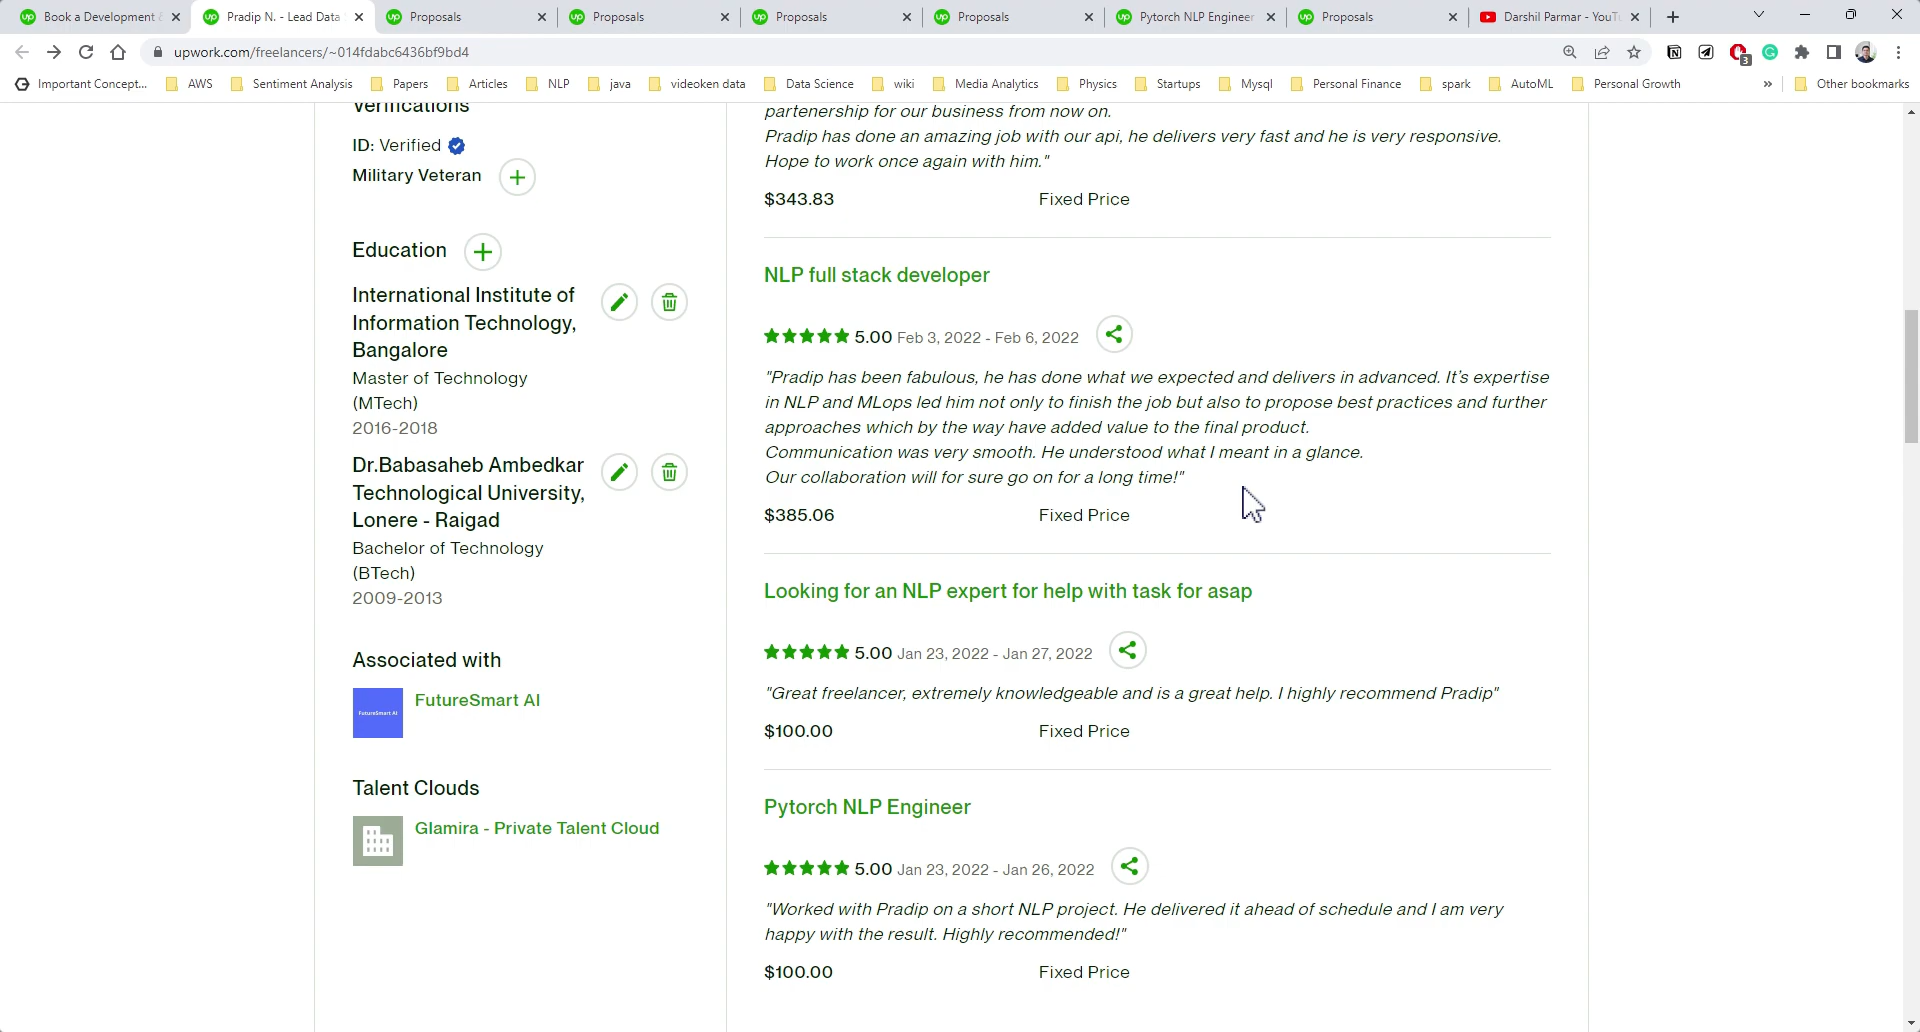 Book a Development &
Pradip N. - Lead Data
Proposals
Proposals
Proposals
Proposals
Pytorch NLP Engineer
Proposals
Darshil Parmar - YouTu
upwork.com/freelancers/~014fdabc6436bf9bd4
3
Important Concept...
AWS
Sentiment Analysis
Papers
Articles
NLP
java
videoken data
Data Science
wiki
Media Analytics
Physics
Startups
Mysql
Personal Finance
spark
AutoML
Personal Growth
»
Other bookmarks
Verifications
ID: Verified
Military Veteran
Education
International Institute of
Information Technology,
Bangalore
Master of Technology
(MTech)
2016-2018
Dr.Babasaheb Ambedkar
Technological University,
Lonere - Raigad
Bachelor of Technology
(BTech)
2009-2013
Associated with
FutureSmart AI
FutureSmart AI
Talent Clouds
Glamira - Private Talent Cloud
partenership for our business from now on.
Pradip has done an amazing job with our api, he delivers very fast and he is very responsive.
Hope to work once again with him."
$343.83 Fixed Price
NLP full stack developer
5.00 Feb 3, 2022 - Feb 6, 2022
"Pradip has been fabulous, he has done what we expected and delivers in advanced. It's expertise
in NLP and MLops led him not only to finish the job but also to propose best practices and further
approaches which by the way have added value to the final product.
Communication was very smooth. He understood what I meant in a glance.
Our collaboration will for sure go on for a long time!"
$385.06 Fixed Price
Looking for an NLP expert for help with task for asap
5.00 Jan 23, 2022 - Jan 27, 2022
"Great freelancer, extremely knowledgeable and is a great help. I highly recommend Pradip"
$100.00 Fixed Price
Pytorch NLP Engineer
5.00 Jan 23, 2022 - Jan 26, 2022
"Worked with Pradip on a short NLP project. He delivered it ahead of schedule and I am very
happy with the result. Highly recommended!"
$100.00 Fixed Price